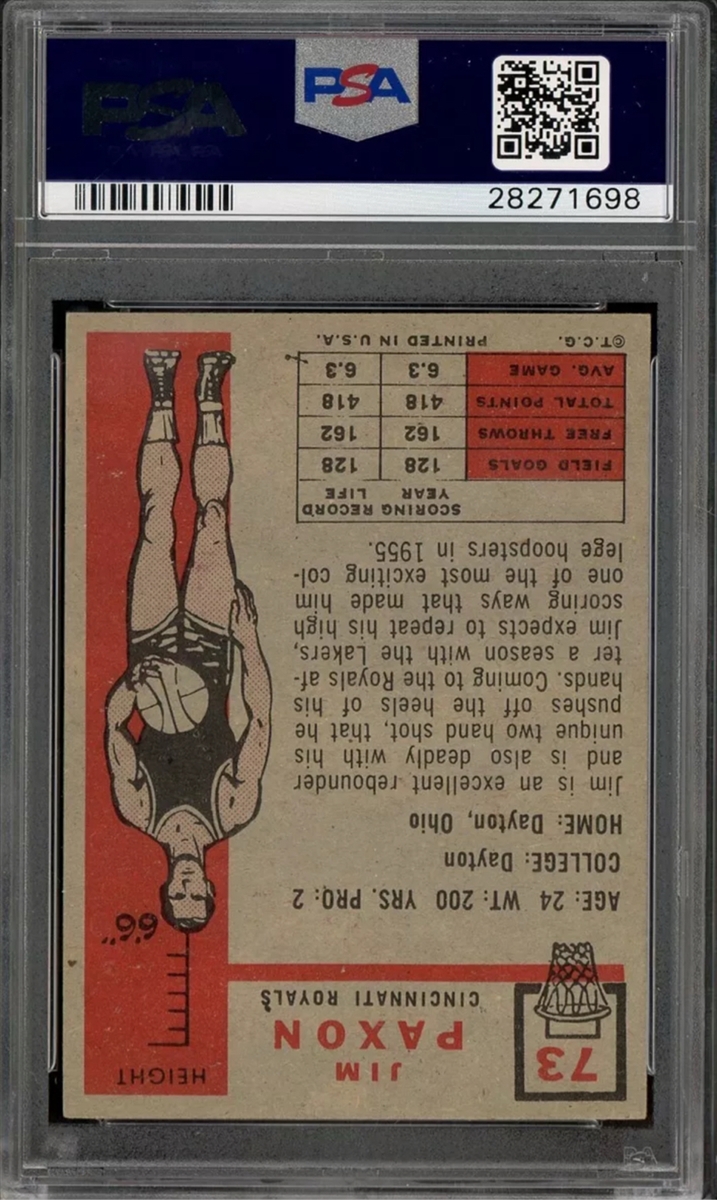 PSA
PSA
28271698
73
JIM
PAXON
CINCINNATI ROYALS
HEIGHT
6'6"
AGE: 24 WT: 200 YRS. PRO: 2
COLLEGE: Dayton
HOME: Dayton, Ohio
Jim is an excellent rebounder
and is also deadly with his
unique two hand shot, that he
pushes off the heels of his
hands. Coming to the Royals af-
ter a season with the Lakers,
Jim expects to repeat his high
scoring ways that made him
one of the most exciting col-
lege hoopsters in 1955.
SCORING RECORD
YEAR LIFE
FIELD GOALS 128 128
FREE THROWS 162 162
TOTAL POINTS 418 418
AVG. GAME 6.3 6.3
©T.C.G. PRINTED IN U.S.A.
PSA